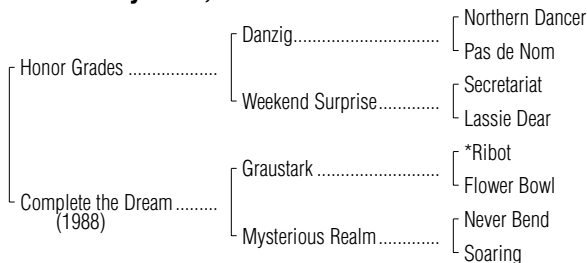 Northern Dancer
Danzig..............................
Pas de Nom
Honor Grades ...................
Secretariat
Weekend Surprise.............
Lassie Dear
*Ribot
Graustark .........................
Flower Bowl
Complete the Dream .........
(1988)
Never Bend
Mysterious Realm.............
Soaring